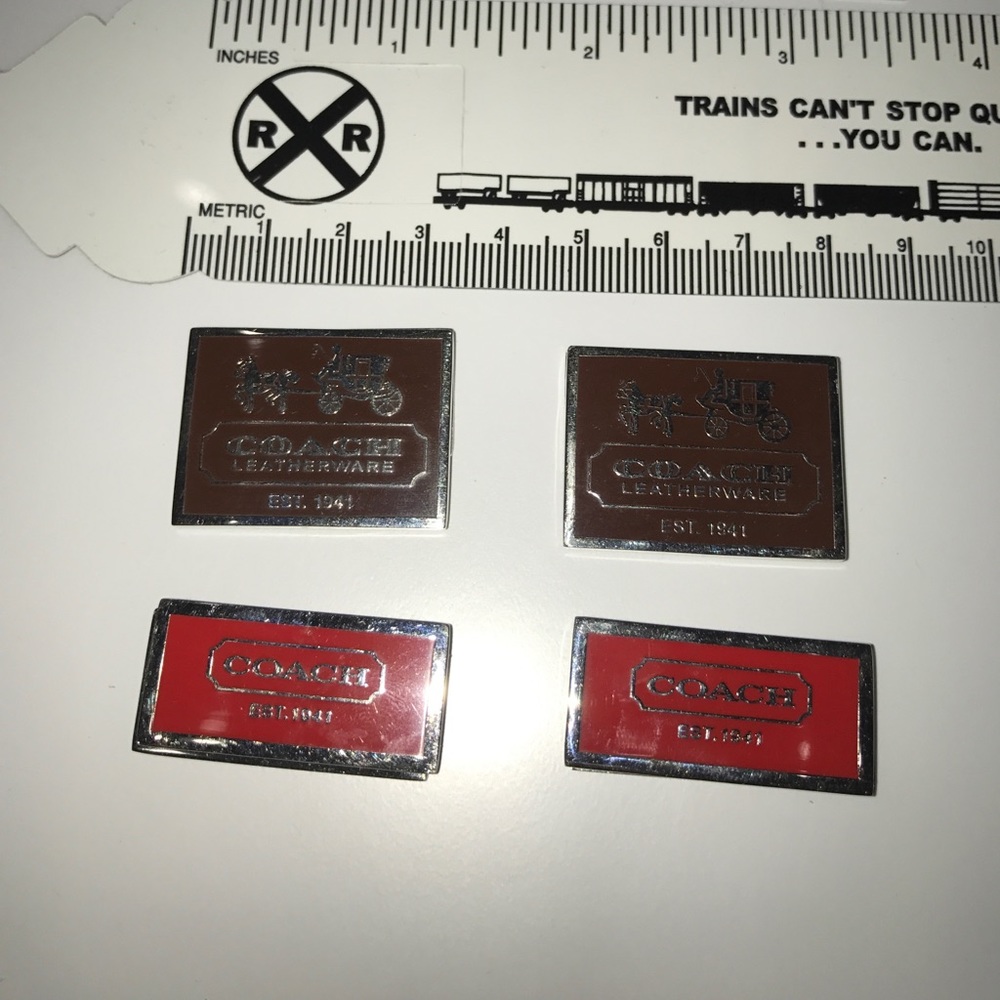 1 2 3 4
INCHES
R R
TRAINS CAN'T STOP QU
...YOU CAN.
METRIC
1 2 3 4 5 6 7 8 9 10
COACH
LEATHERWARE
EST. 1941
COACH
LEATHERWARE
EST. 1941
COACH
EST. 1941
COACH
EST. 1941